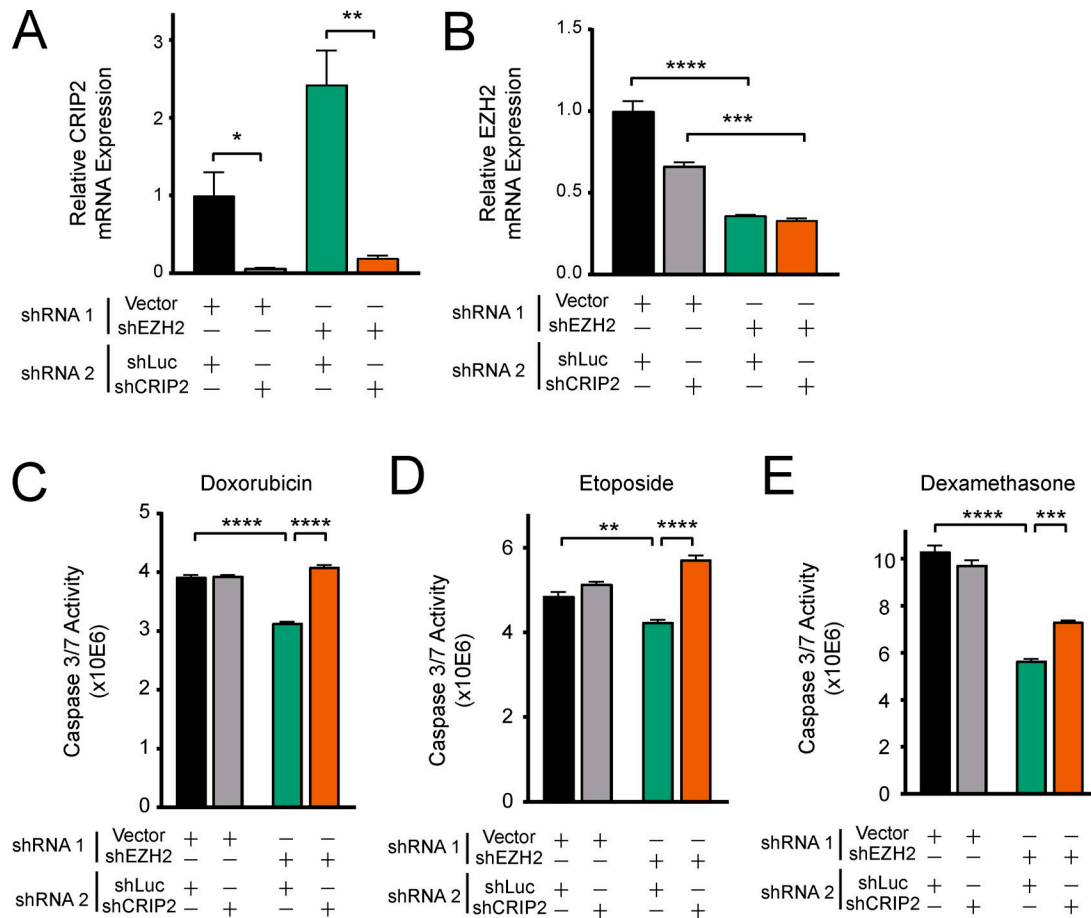 A
Relative CRIP2
mRNA Expression
3
2
1
0
*
**
shRNA 1
Vector + + − −
shEZH2 − − + +
shRNA 2
shLuc + − + −
shCRIP2 − + − +
B
Relative EZH2
mRNA Expression
1.5
1.0
0.5
0.0
****
***
shRNA 1
Vector + + − −
shEZH2 − − + +
shRNA 2
shLuc + − + −
shCRIP2 − + − +
C
Doxorubicin
Caspase 3/7 Activity
(x10E6)
5
4
3
2
1
0
**** ****
shRNA 1
Vector + + − −
shEZH2 − − + +
shRNA 2
shLuc + − + −
shCRIP2 − + − +
D
Etoposide
Caspase 3/7 Activity
(x10E6)
6
4
2
0
** ****
shRNA 1
Vector + + − −
shEZH2 − − + +
shRNA 2
shLuc + − + −
shCRIP2 − + − +
E
Dexamethasone
Caspase 3/7 Activity
(x10E6)
10
8
6
4
2
0
**** ***
shRNA 1
Vector + + − −
shEZH2 − − + +
shRNA 2
shLuc + − + −
shCRIP2 − + − +